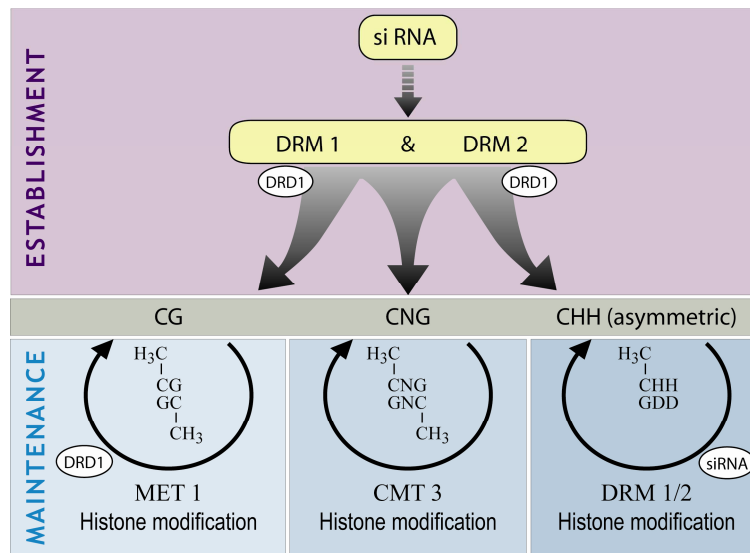 ESTABLISHMENT
si RNA
DRM 1 & DRM 2
DRD1 DRD1
CG CNG CHH (asymmetric)
MAINTENANCE
H3C H3C H3C
CG CNG CHH
GC GNC GDD
CH3 CH3
DRD1 siRNA
MET 1 CMT 3 DRM 1/2
Histone modification Histone modification Histone modification